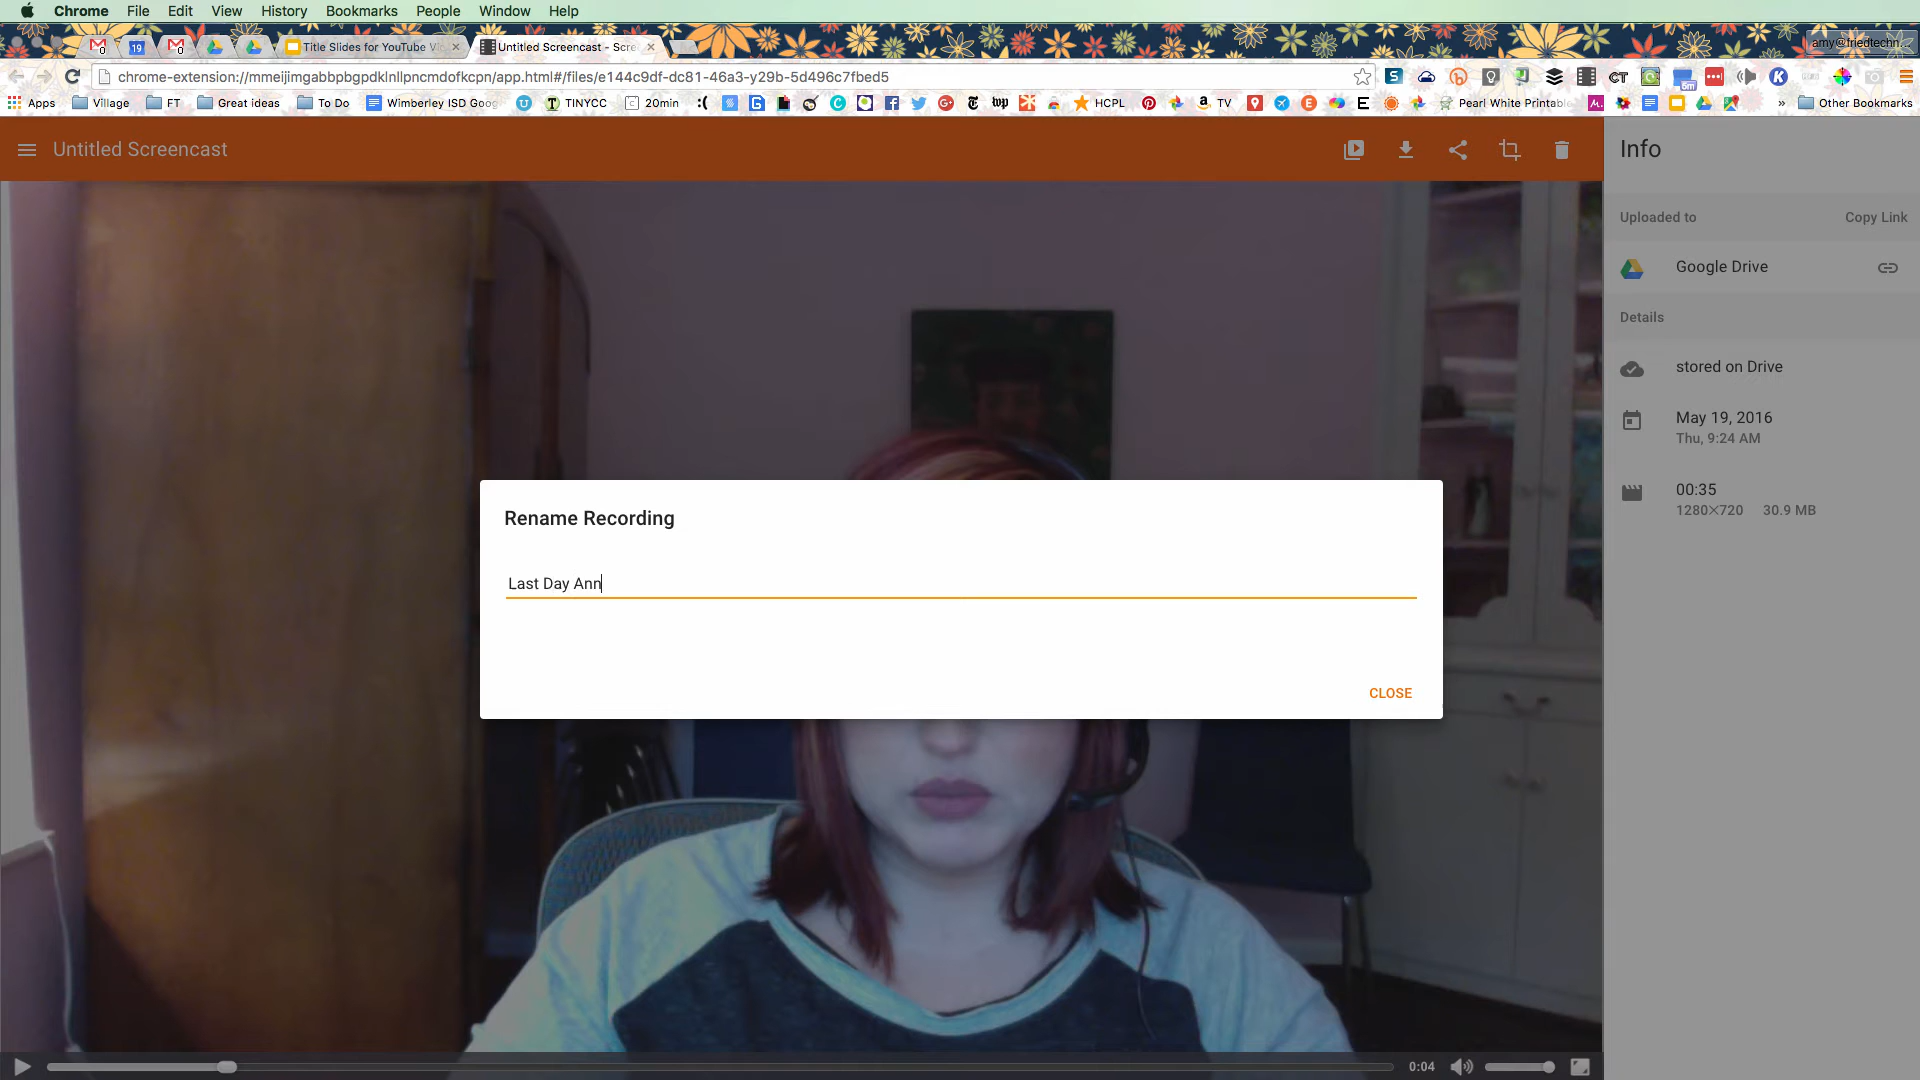 Chrome File Edit View History Bookmarks People Window Help
Title Slides for YouTube Vi
Untitled Screencast - Scre
amy@friedtechn...
chrome-extension://mmeijimgabbpbgpdklnllpncmdofkcpn/app.html#/files/e144c9df-dc81-46a3-y29b-5d496c7fbed5
Apps Village FT Great ideas To Do Wimberley ISD Goog TINYCC 20min HCPL TV Pearl White Printabl » Other Bookmarks
Untitled Screencast
Info
Uploaded to Copy Link
Google Drive
Details
stored on Drive
May 19, 2016
Thu, 9:24 AM
00:35
1280×720 30.9 MB
Rename Recording
Last Day Ann
CLOSE
0:04